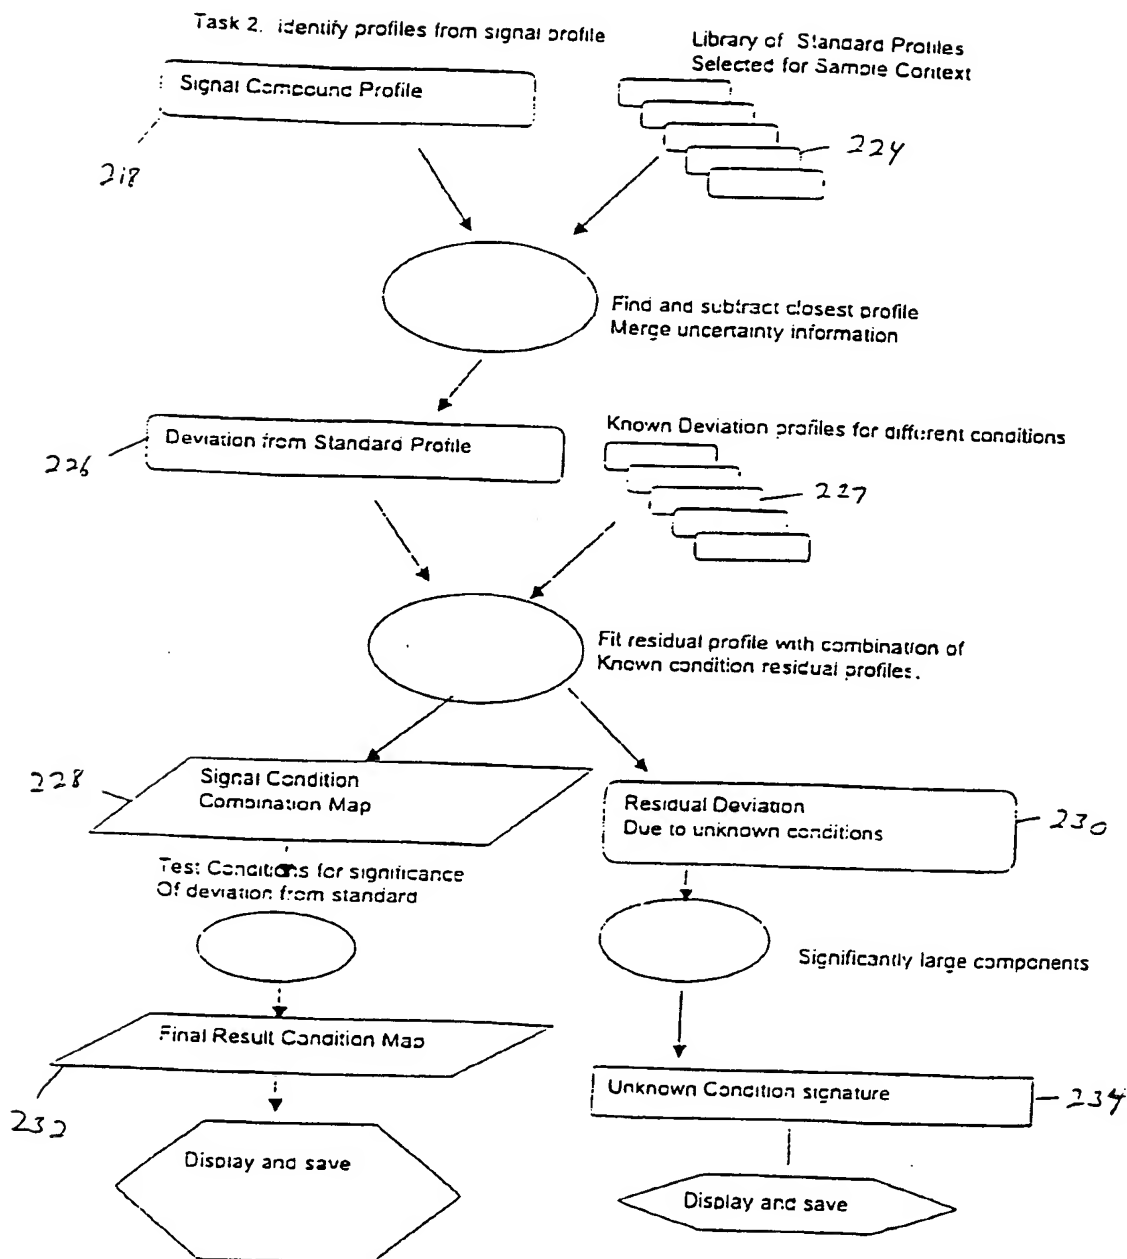 Task 2. identify profiles from signal profile
Library of Standard Profiles
Selected for Sample Context
Signal Compound Profile
218
224
Find and subtract closest profile
Merge uncertainty information
Known Deviation profiles for different conditions
Deviation from Standard Profile
226
227
Fit residual profile with combination of
Known condition residual profiles.
228
Signal Condition
Combination Map
Residual Deviation
Due to unknown conditions
230
Test Conditions for significance
Of deviation from standard
Significantly large components
Final Result Condition Map
232
Unknown Condition signature
234
Display and save
Display and save